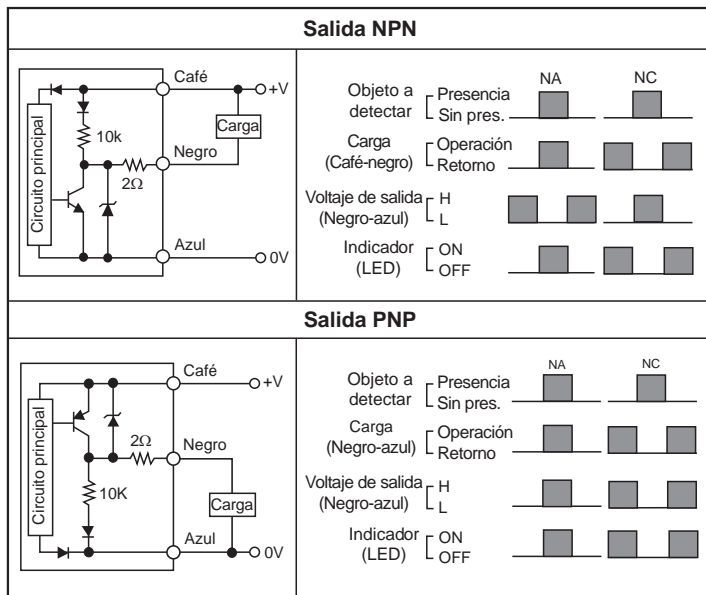 Salida NPN
Circuito principal
10k
2Ω
Café
Negro
Azul
Carga
+V
0V
NA
NC
Objeto a detectar
Presencia
Sin pres.
Carga
(Café-negro)
Operación
Retorno
Voltaje de salida
(Negro-azul)
H
L
Indicador
(LED)
ON
OFF
Salida PNP
Circuito principal
10K
2Ω
Café
Negro
Azul
Carga
+V
0V
NA
NC
Objeto a
detectar
Presencia
Sin pres.
Carga
(Negro-azul)
Operación
Retorno
Voltaje de salida
(Negro-azul)
H
L
Indicador
(LED)
ON
OFF